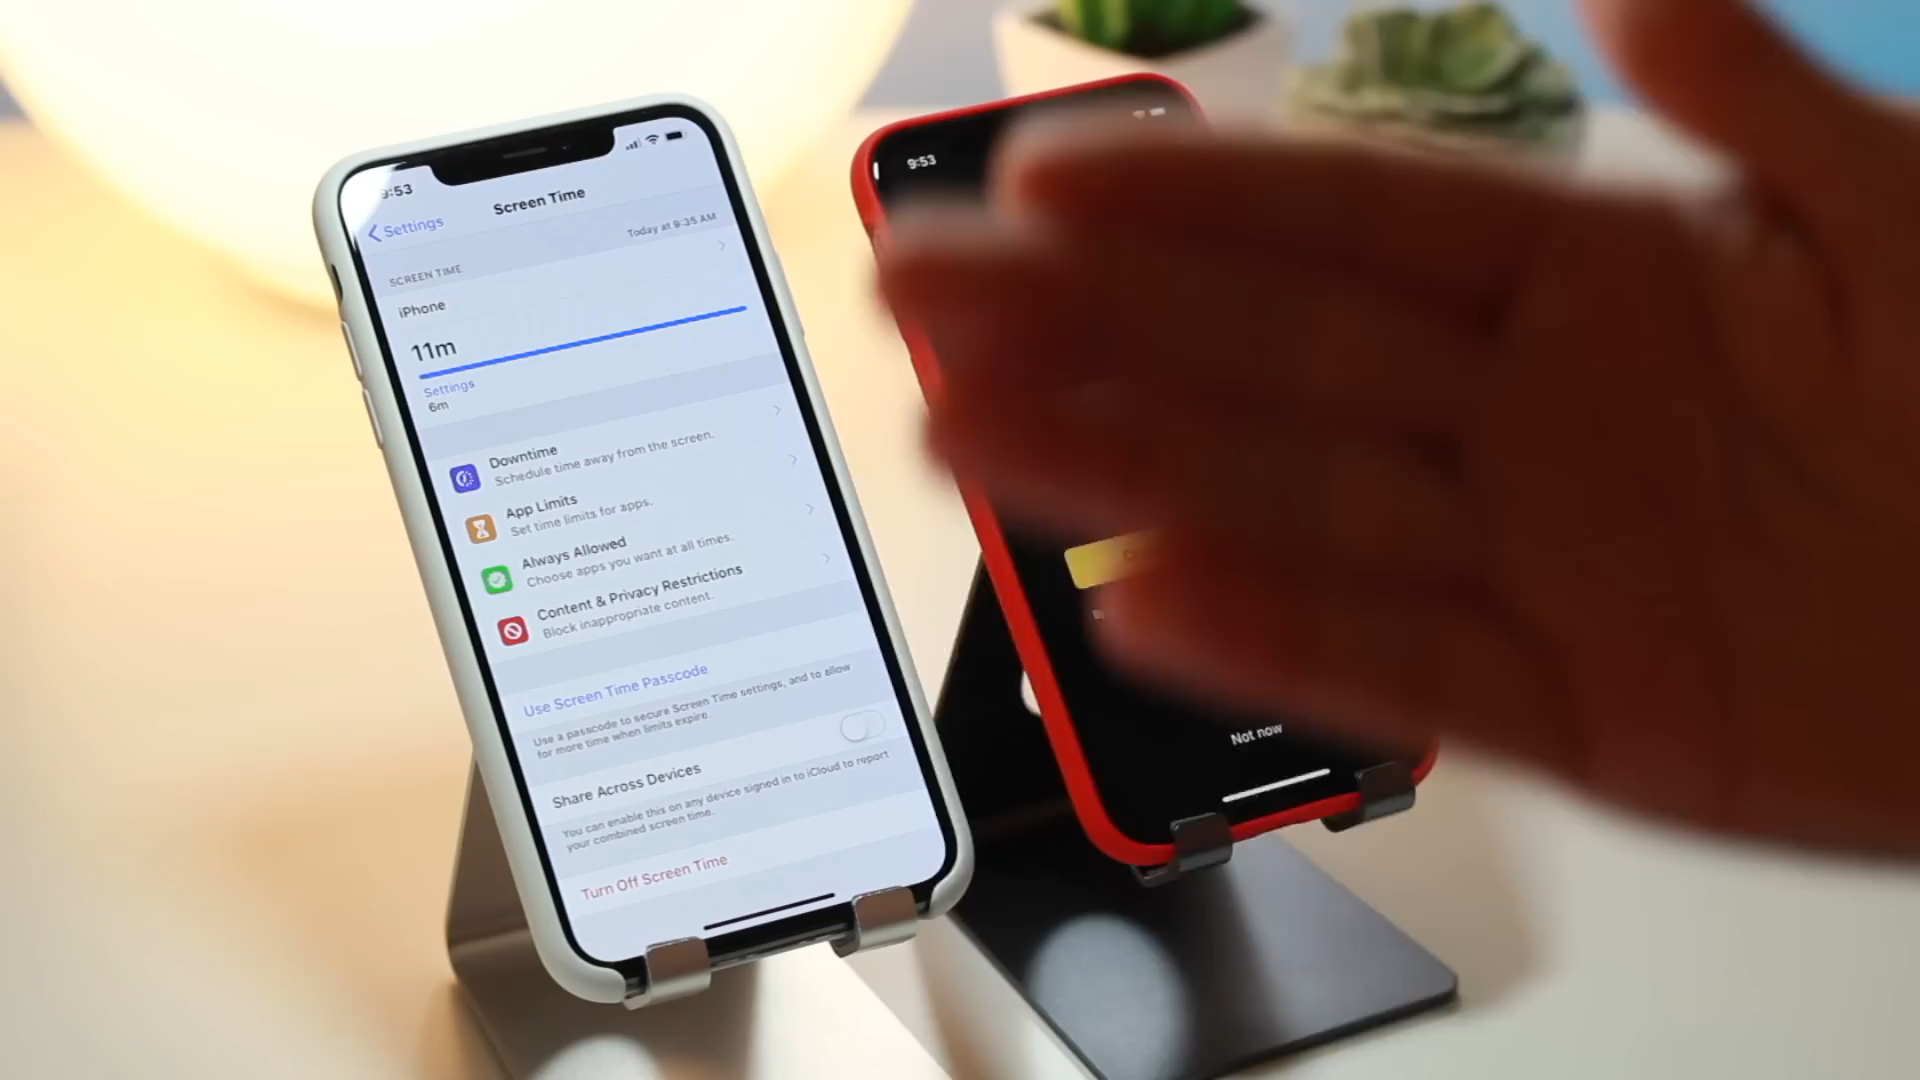 9:53
Settings
Screen Time
SCREEN TIME
Today at 9:35 AM
iPhone
11m
Settings
6m
Downtime
Schedule time away from the screen.
App Limits
Set time limits for apps.
Always Allowed
Choose apps you want at all times.
Content & Privacy Restrictions
Block inappropriate content.
Use Screen Time Passcode
Use a passcode to secure Screen Time settings, and to allow
for more time when limits expire.
Share Across Devices
You can enable this on any device signed in to iCloud to report
your combined screen time.
Turn Off Screen Time
9:53
Not now